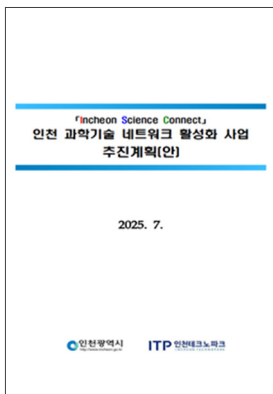 「Incheon Science Connect」
인천 과학기술 네트워크 활성화 사업
추진계획(안)
2025. 7.
인천광역시
ITP 인천테크노파크